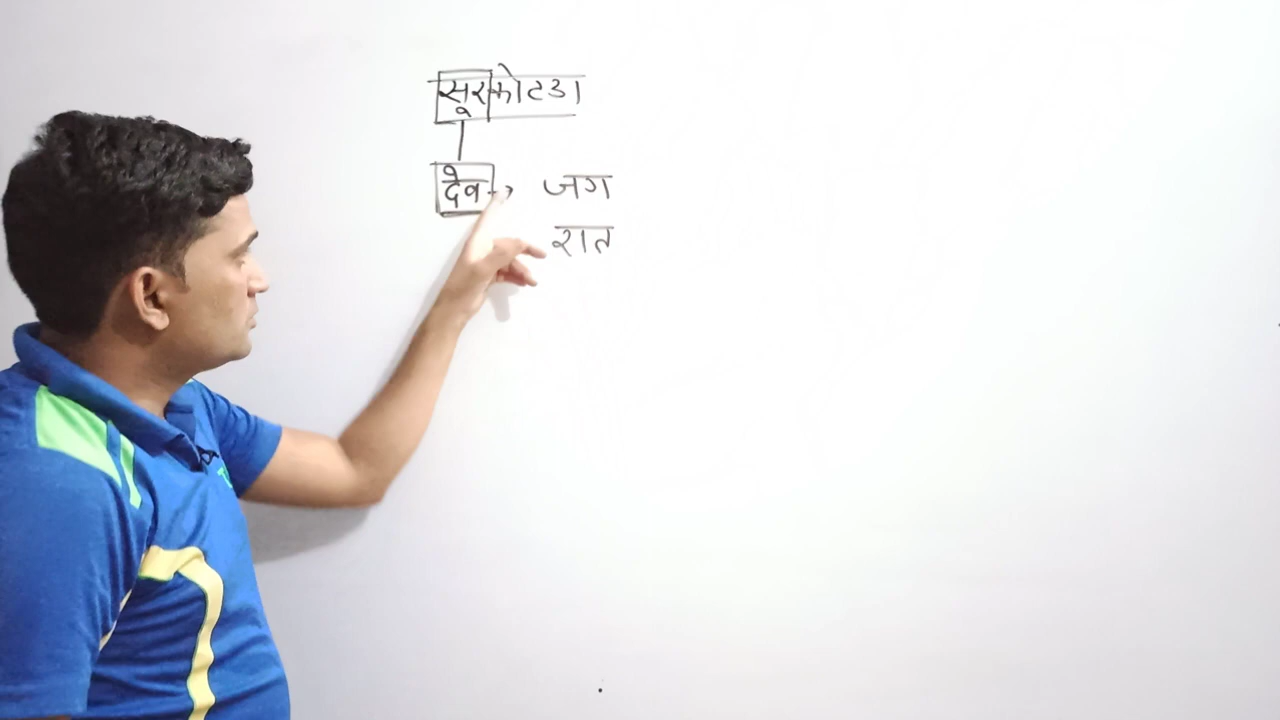 सूरकोटडा
देव → जग
रात